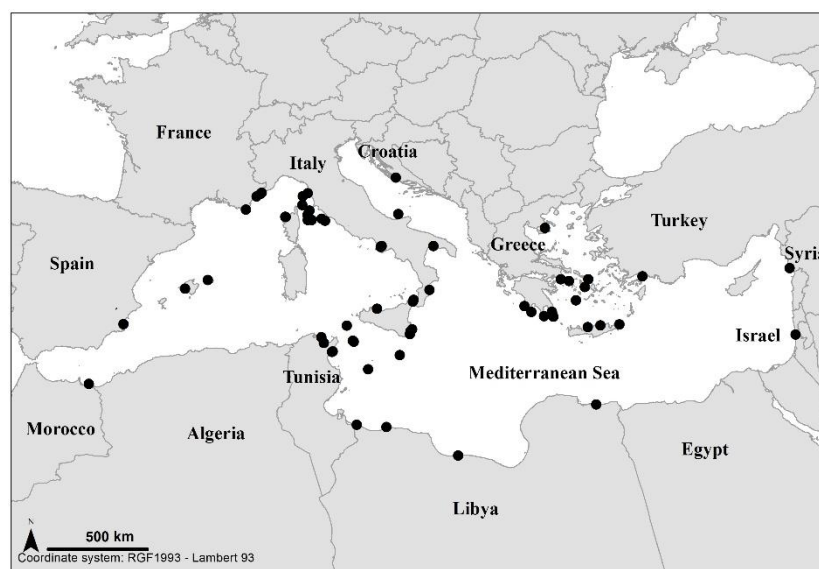 France
Croatia
Italy
Turkey
Greece
Spain
Syria
Israel
Mediterranean Sea
Tunisia
Morocco
Algeria
Egypt
Libya
N
500 km
Coordinate system: RGF1993 - Lambert 93